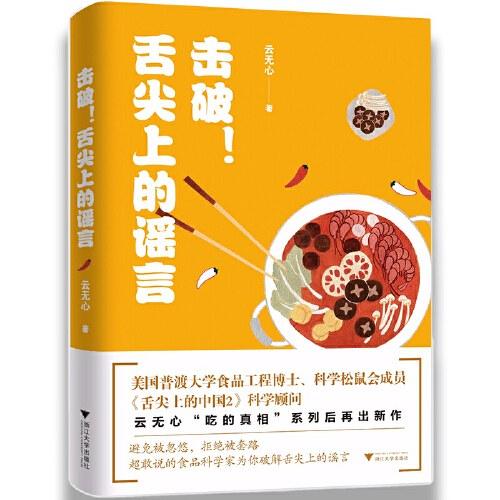 击破！
舌尖上的谣言
云无心 著
浙江大学出版社
云无心 著
击破！
舌尖上的谣言
美国普渡大学食品工程博士、科学松鼠会成员
《舌尖上的中国2》科学顾问
云无心“吃的真相”系列后再出新作
避免被忽悠，拒绝被套路
超敢说的食品科学家为你破解舌尖上的谣言
浙江大学出版社